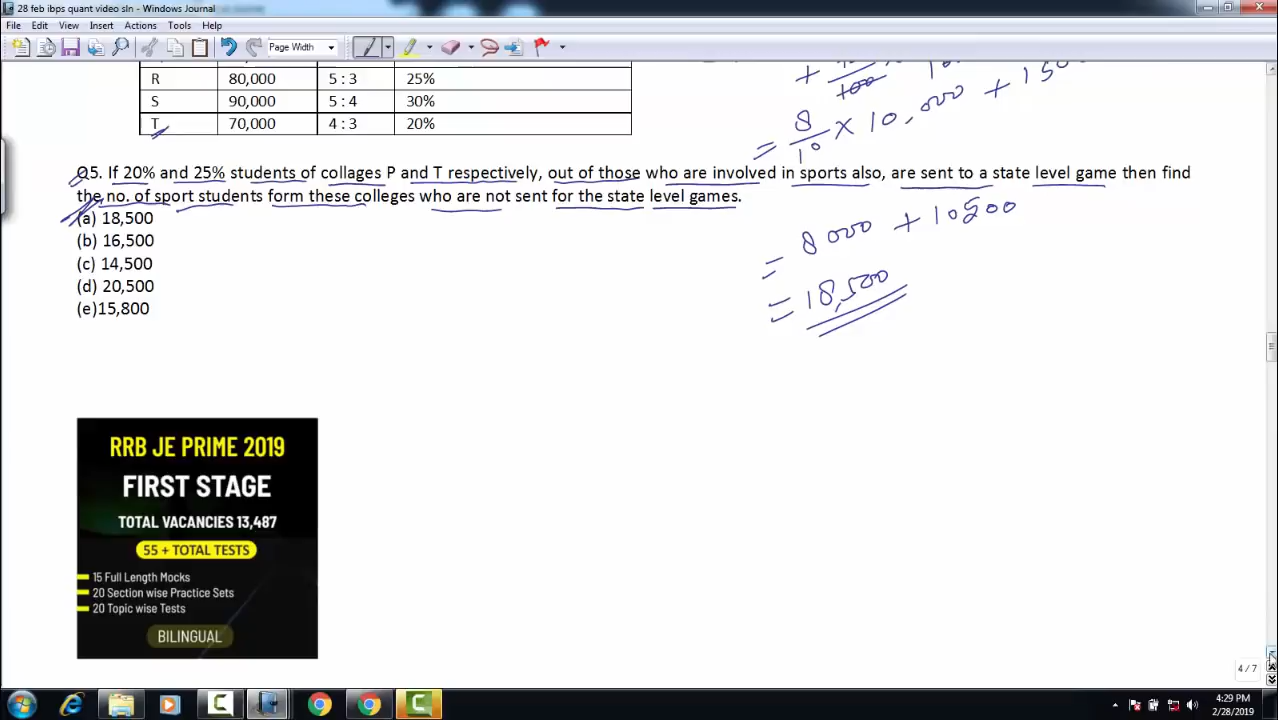 28 feb ibps quant video sln - Windows Journal
File Edit View Insert Actions Tools Help
Page Width
R 80,000 5 : 3 25%
S 90,000 5 : 4 30%
T 70,000 4 : 3 20%
= 8/10 × 10,000 + 1500
Q5. If 20% and 25% students of collages P and T respectively, out of those who are involved in sports also, are sent to a state level game then find
the no. of sport students form these colleges who are not sent for the state level games.
(a) 18,500
(b) 16,500
(c) 14,500
(d) 20,500
(e)15,800
= 8000 + 10500
= 18,500
RRB JE PRIME 2019
FIRST STAGE
TOTAL VACANCIES 13,487
55 + TOTAL TESTS
15 Full Length Mocks
20 Section wise Practice Sets
20 Topic wise Tests
BILINGUAL
4 / 7
4:29 PM
2/28/2019